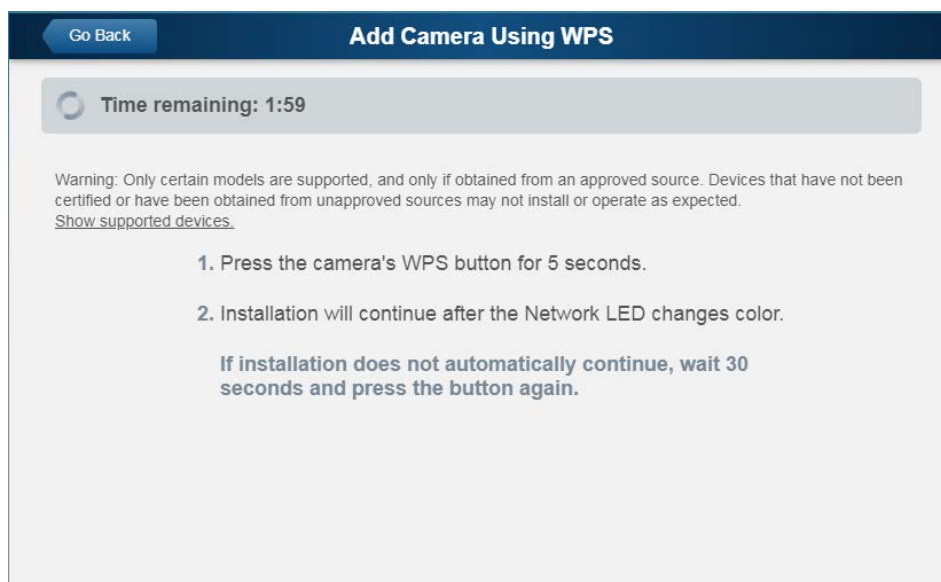 Go Back
Add Camera Using WPS
Time remaining: 1:59
Warning: Only certain models are supported, and only if obtained from an approved source. Devices that have not been
certified or have been obtained from unapproved sources may not install or operate as expected.
Show supported devices.
1. Press the camera's WPS button for 5 seconds.
2. Installation will continue after the Network LED changes color.
If installation does not automatically continue, wait 30
seconds and press the button again.